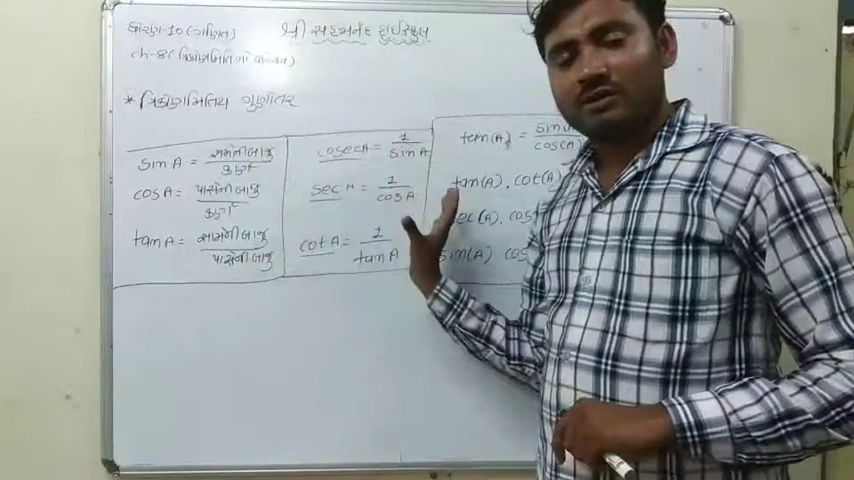 ધોરણ-10 (ગણિત)
શ્રી સહજાનંદ હાઈસ્કૂલ
ch-8 (ત્રિકોણમિતિનો પરિચય)
* ત્રિકોણમિતિય ગુણોત્તર
sin A = સામેની બાજુ / કર્ણ
cos A = પાસેની બાજુ / કર્ણ
tan A = સામેની બાજુ / પાસેની બાજુ
cosec A = 1 / sin A
sec A = 1 / cos A
cot A = 1 / tan A
tan(A) = sin / cos(A)
tan(A). cot(A)
sec(A). cos
sin(A)